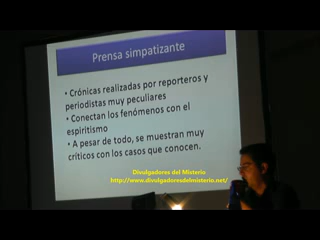 Prensa simpatizante
• Crónicas realizadas por reporteros y
periodistas muy peculiares
• Conectan los fenómenos con el
espiritismo
• A pesar de todo, se muestran muy
críticos con los casos que conocen.
Divulgadores del Misterio
http://www.divulgadoresdelmisterio.net/